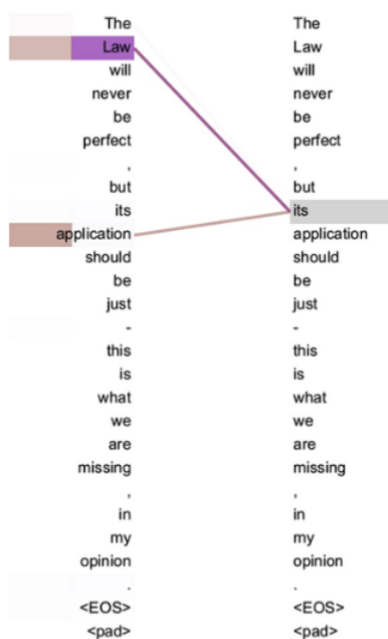 The The
Law Law
will will
never never
be be
perfect perfect
, ,
but but
its its
application application
should should
be be
just just
- -
this this
is is
what what
we we
are are
missing missing
, ,
in in
my my
opinion opinion
. .
<EOS> <EOS>
<pad> <pad>